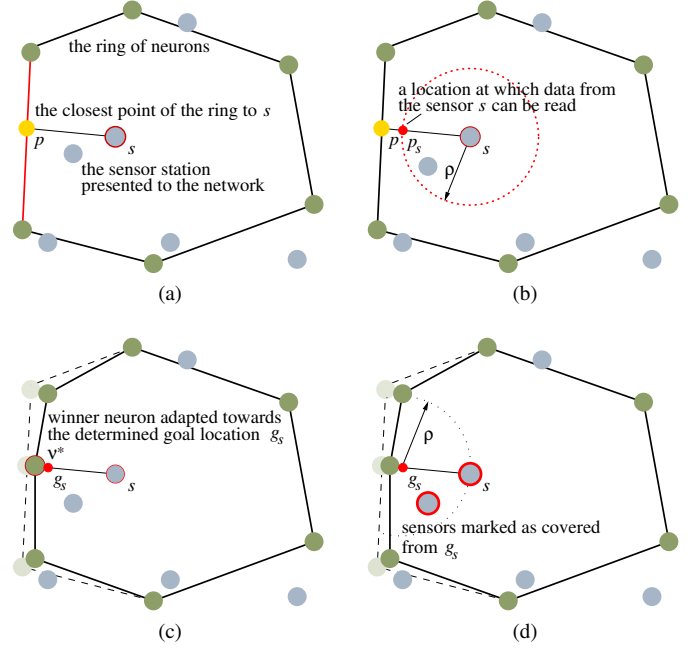 the ring of neurons
the closest point of the ring to s
p
s
the sensor station
presented to the network
(a)
a location at which data from
the sensor s can be read
p
p_s
s
ρ
(b)
winner neuron adapted towards
the determined goal location g_s
ν*
g_s
s
(c)
ρ
g_s
s
sensors marked as covered
from g_s
(d)